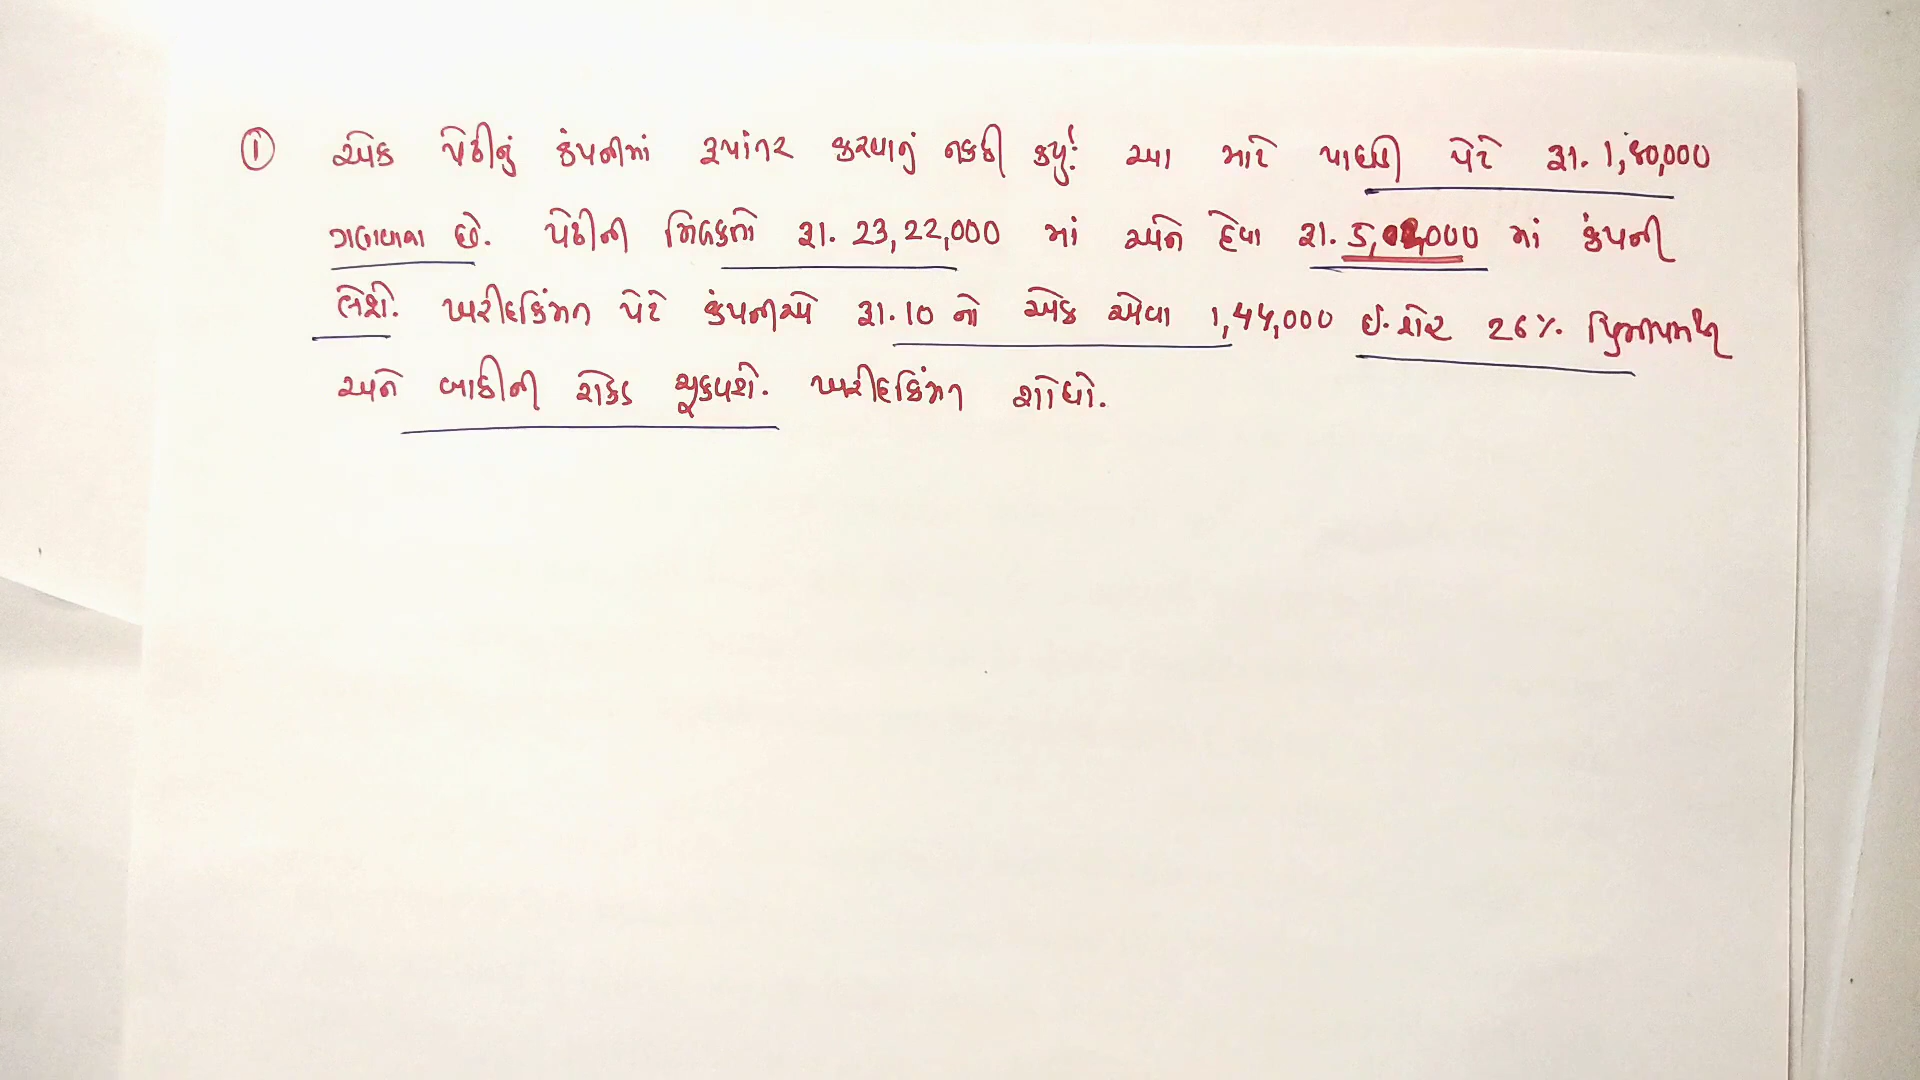 ① એક પેઢીનું કંપનીમાં રૂપાંતર કરવાનું નક્કી કર્યું. આ માટે પાઘડી પેટે રૂા. 1,80,000
ગણવાના છે. પેઢીની મિલકતો રૂા. 23,22,000 માં અને દેવા રૂા. 5,02,000 માં કંપની
લેશે. ખરીદકિંમત પેટે કંપનીએ રૂા. 10 નો એક એવા 1,44,000 ઈ. શેર 26%. પ્રિમીયમથી
અને બાકીની રોકડ ચૂકવશે. ખરીદકિંમત શોધો.